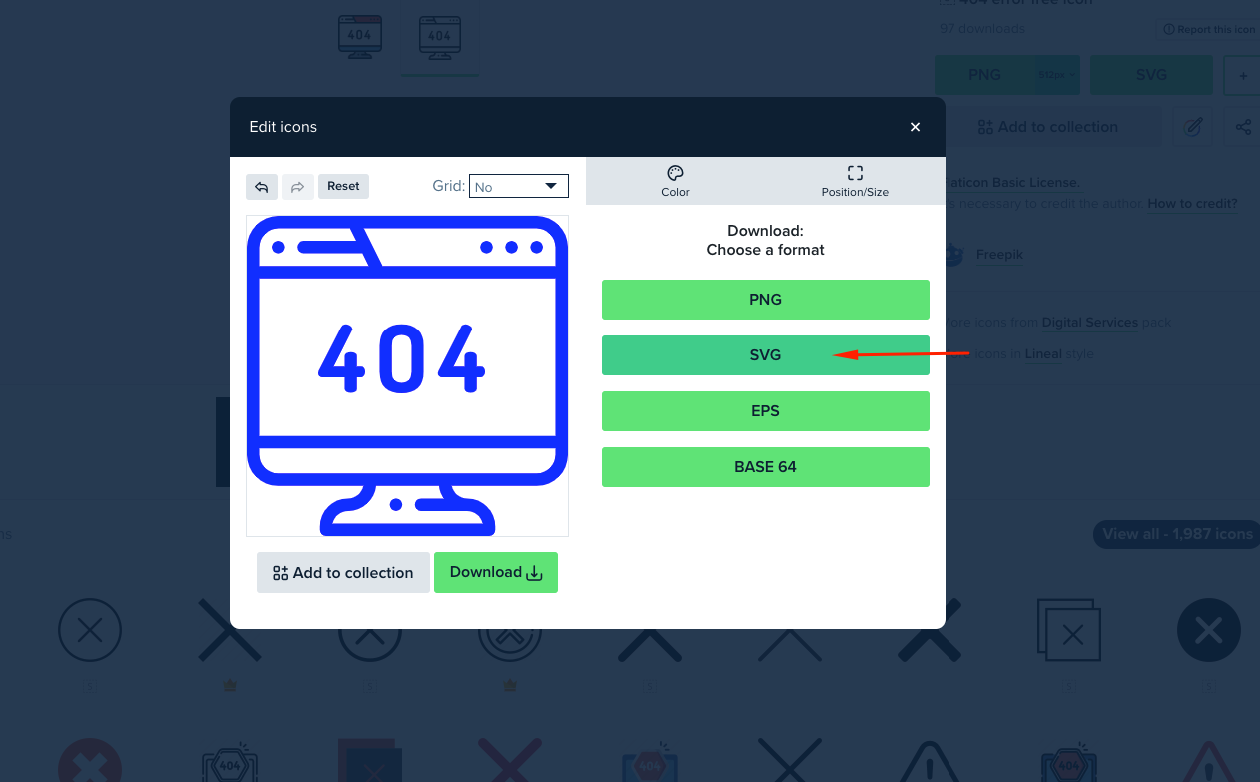 404
404
404 error free icon
97 downloads
Report this icon
PNG
512px
SVG
+
Add to collection
Edit icons
Reset
Grid:
No
Color
Position/Size
Download:
Choose a format
PNG
SVG
EPS
BASE 64
404
Add to collection
Download
aticon Basic License.
s necessary to credit the author. How to credit?
Freepik
ore icons from Digital Services pack
icons in Lineal style
ns
View all - 1,987 icons
S
S
S
S
S
404
404
404